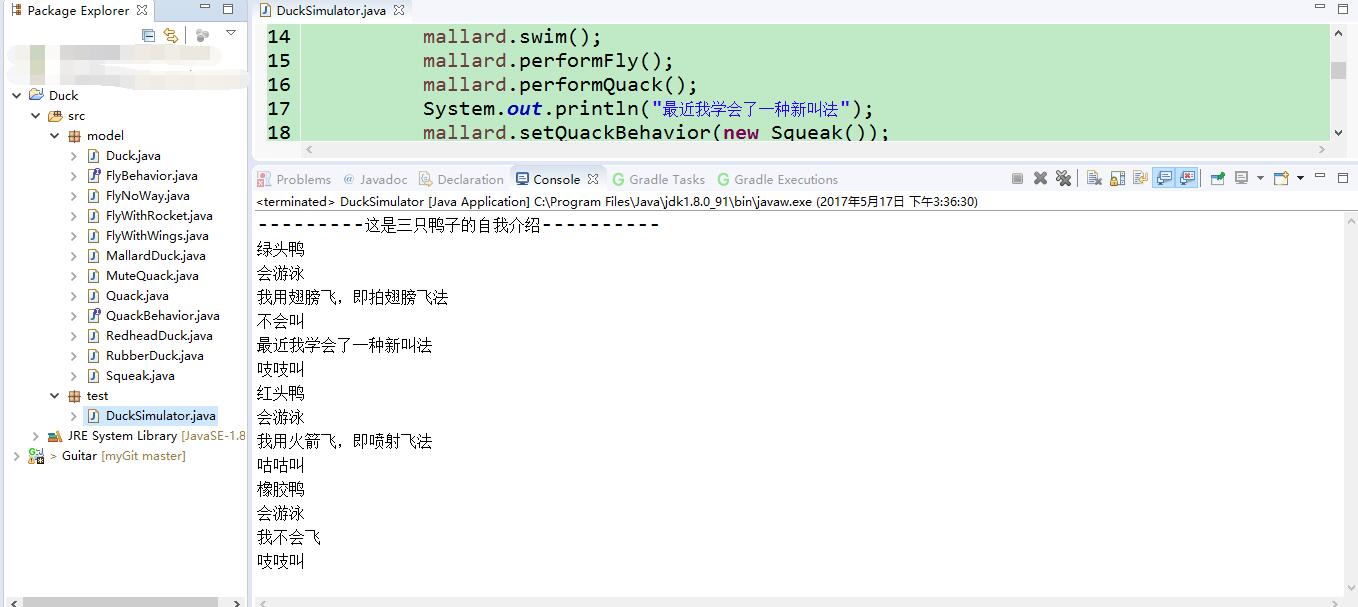 Package Explorer
Duck
src
model
Duck.java
FlyBehavior.java
FlyNoWay.java
FlyWithRocket.java
FlyWithWings.java
MallardDuck.java
MuteQuack.java
Quack.java
QuackBehavior.java
RedheadDuck.java
RubberDuck.java
Squeak.java
test
DuckSimulator.java
JRE System Library [JavaSE-1.8
> Guitar [myGit master]
DuckSimulator.java
14 mallard.swim();
15 mallard.performFly();
16 mallard.performQuack();
17 System.out.println("最近我学会了一种新叫法");
18 mallard.setQuackBehavior(new Squeak());
Problems @ Javadoc Declaration Console Gradle Tasks Gradle Executions
<terminated> DuckSimulator [Java Application] C:\Program Files\Java\jdk1.8.0_91\bin\javaw.exe (2017年5月17日 下午3:36:30)
---------这是三只鸭子的自我介绍----------
绿头鸭
会游泳
我用翅膀飞，即拍翅膀飞法
不会叫
最近我学会了一种新叫法
吱吱叫
红头鸭
会游泳
我用火箭飞，即喷射飞法
咕咕叫
橡胶鸭
会游泳
我不会飞
吱吱叫